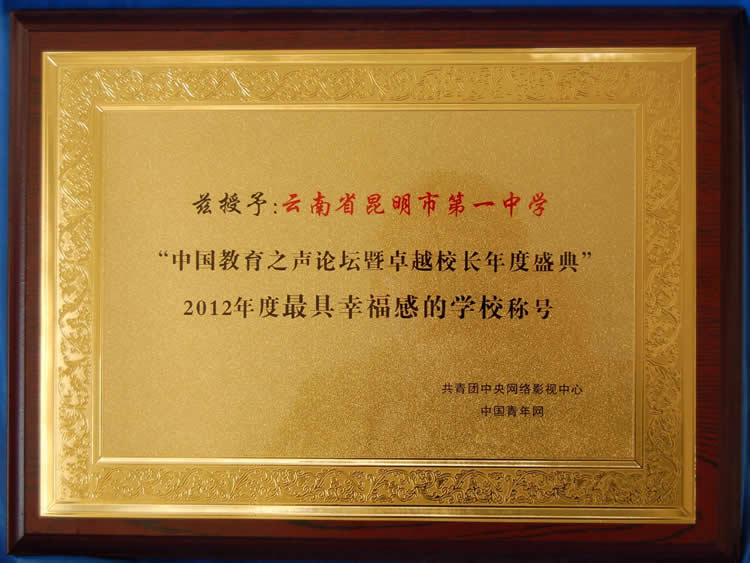 兹授予:云南省昆明市第一中学
“中国教育之声论坛暨卓越校长年度盛典”
2012年度最具幸福感的学校称号
共青团中央网络影视中心
中国青年网